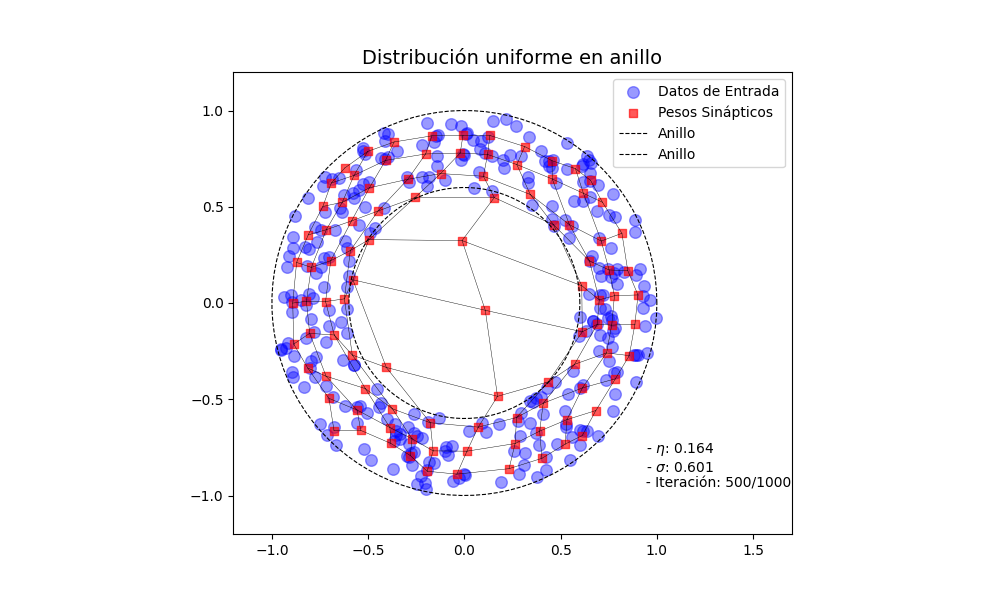 Distribución uniforme en anillo
Datos de Entrada
Pesos Sinápticos
Anillo
Anillo
1.0
0.5
0.0
−0.5
−1.0
- η: 0.164
- σ: 0.601
- Iteración: 500/1000
−1.0 −0.5 0.0 0.5 1.0 1.5